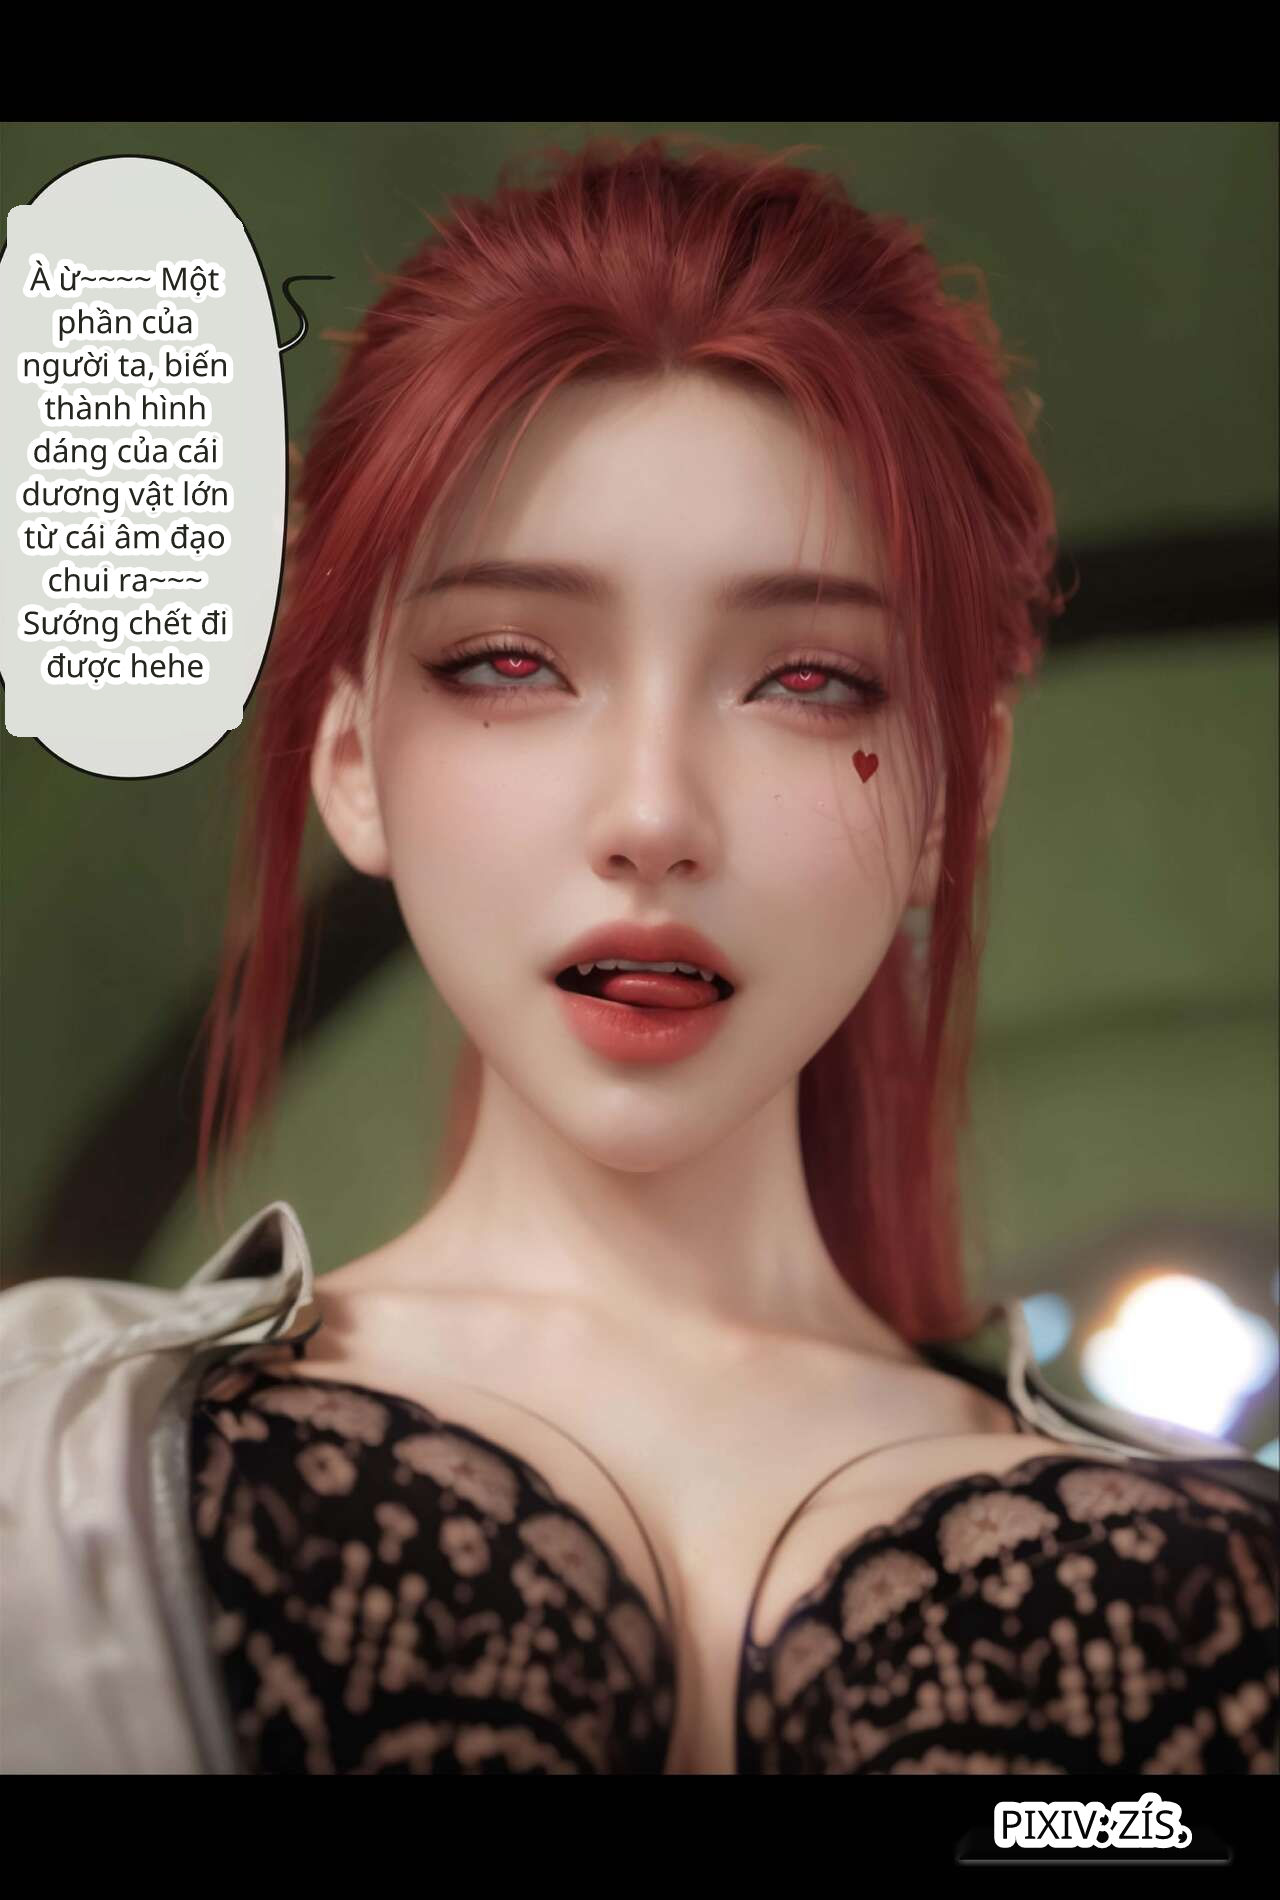 À ừ~~~~ Một
phần của
người ta, biến
thành hình
dáng của cái
dương vật lớn
từ cái âm đạo
chui ra~~~
Sướng chết đi
được hehe
PIXIV:ZÍS,